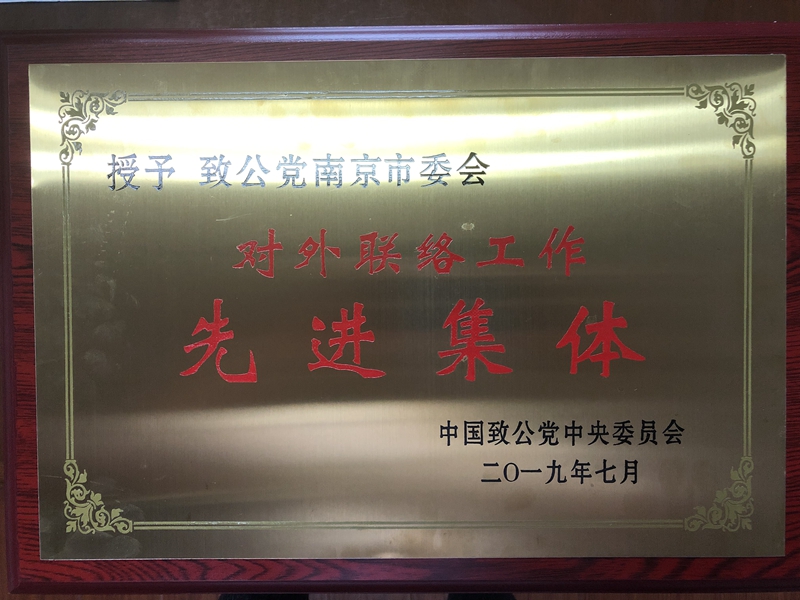 授予 致公党南京市委会
对外联络工作
先进集体
中国致公党中央委员会
二〇一九年七月